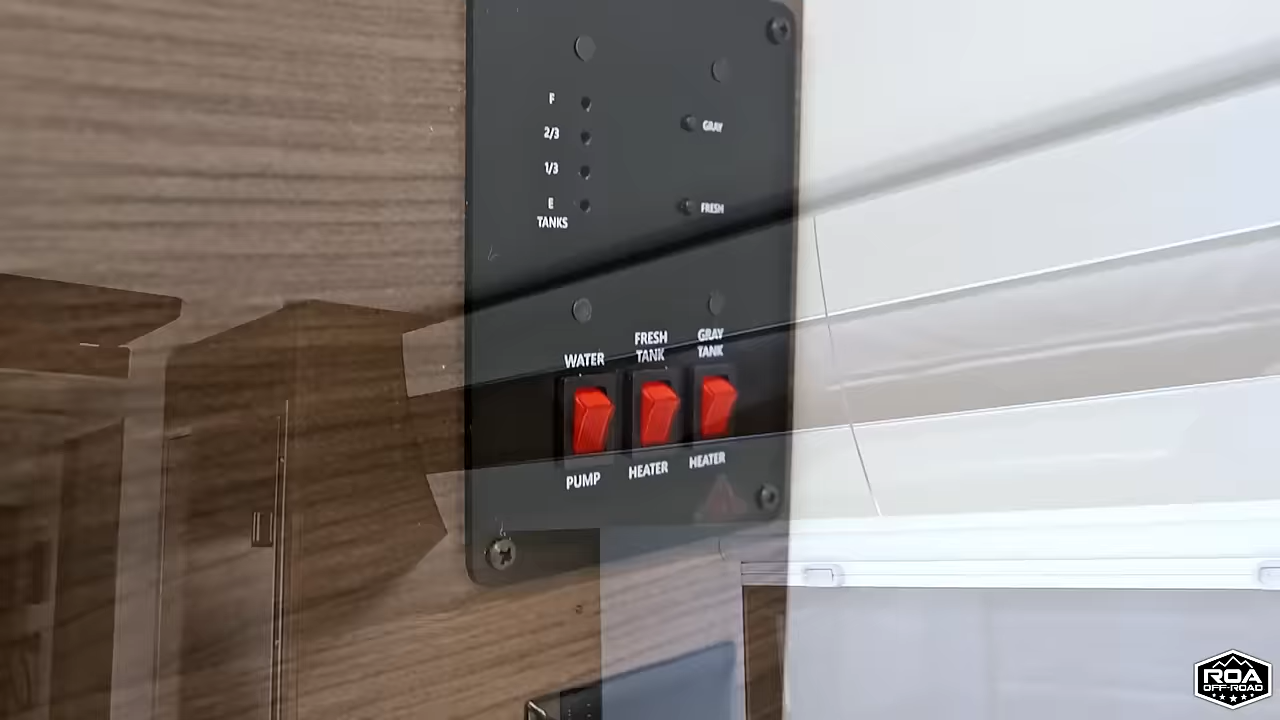 F
2/3
1/3
E
TANKS
GRAY
FRESH
WATER
PUMP
FRESH
TANK
HEATER
GRAY
TANK
HEATER
ROA
OFF-ROAD